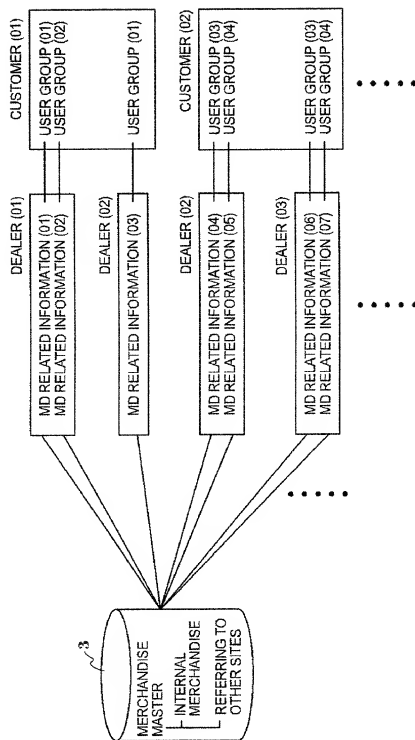 CUSTOMER (01)
USER GROUP (01)
USER GROUP (02)
USER GROUP (01)
CUSTOMER (02)
USER GROUP (03)
USER GROUP (04)
USER GROUP (03)
USER GROUP (04)
DEALER (01)
MD RELATED INFORMATION (01)
MD RELATED INFORMATION (02)
DEALER (02)
MD RELATED INFORMATION (03)
DEALER (02)
MD RELATED INFORMATION (04)
MD RELATED INFORMATION (05)
DEALER (03)
MD RELATED INFORMATION (06)
MD RELATED INFORMATION (07)
3
MERCHANDISE
MASTER
INTERNAL
MERCHANDISE
REFERRING TO
OTHER SITES